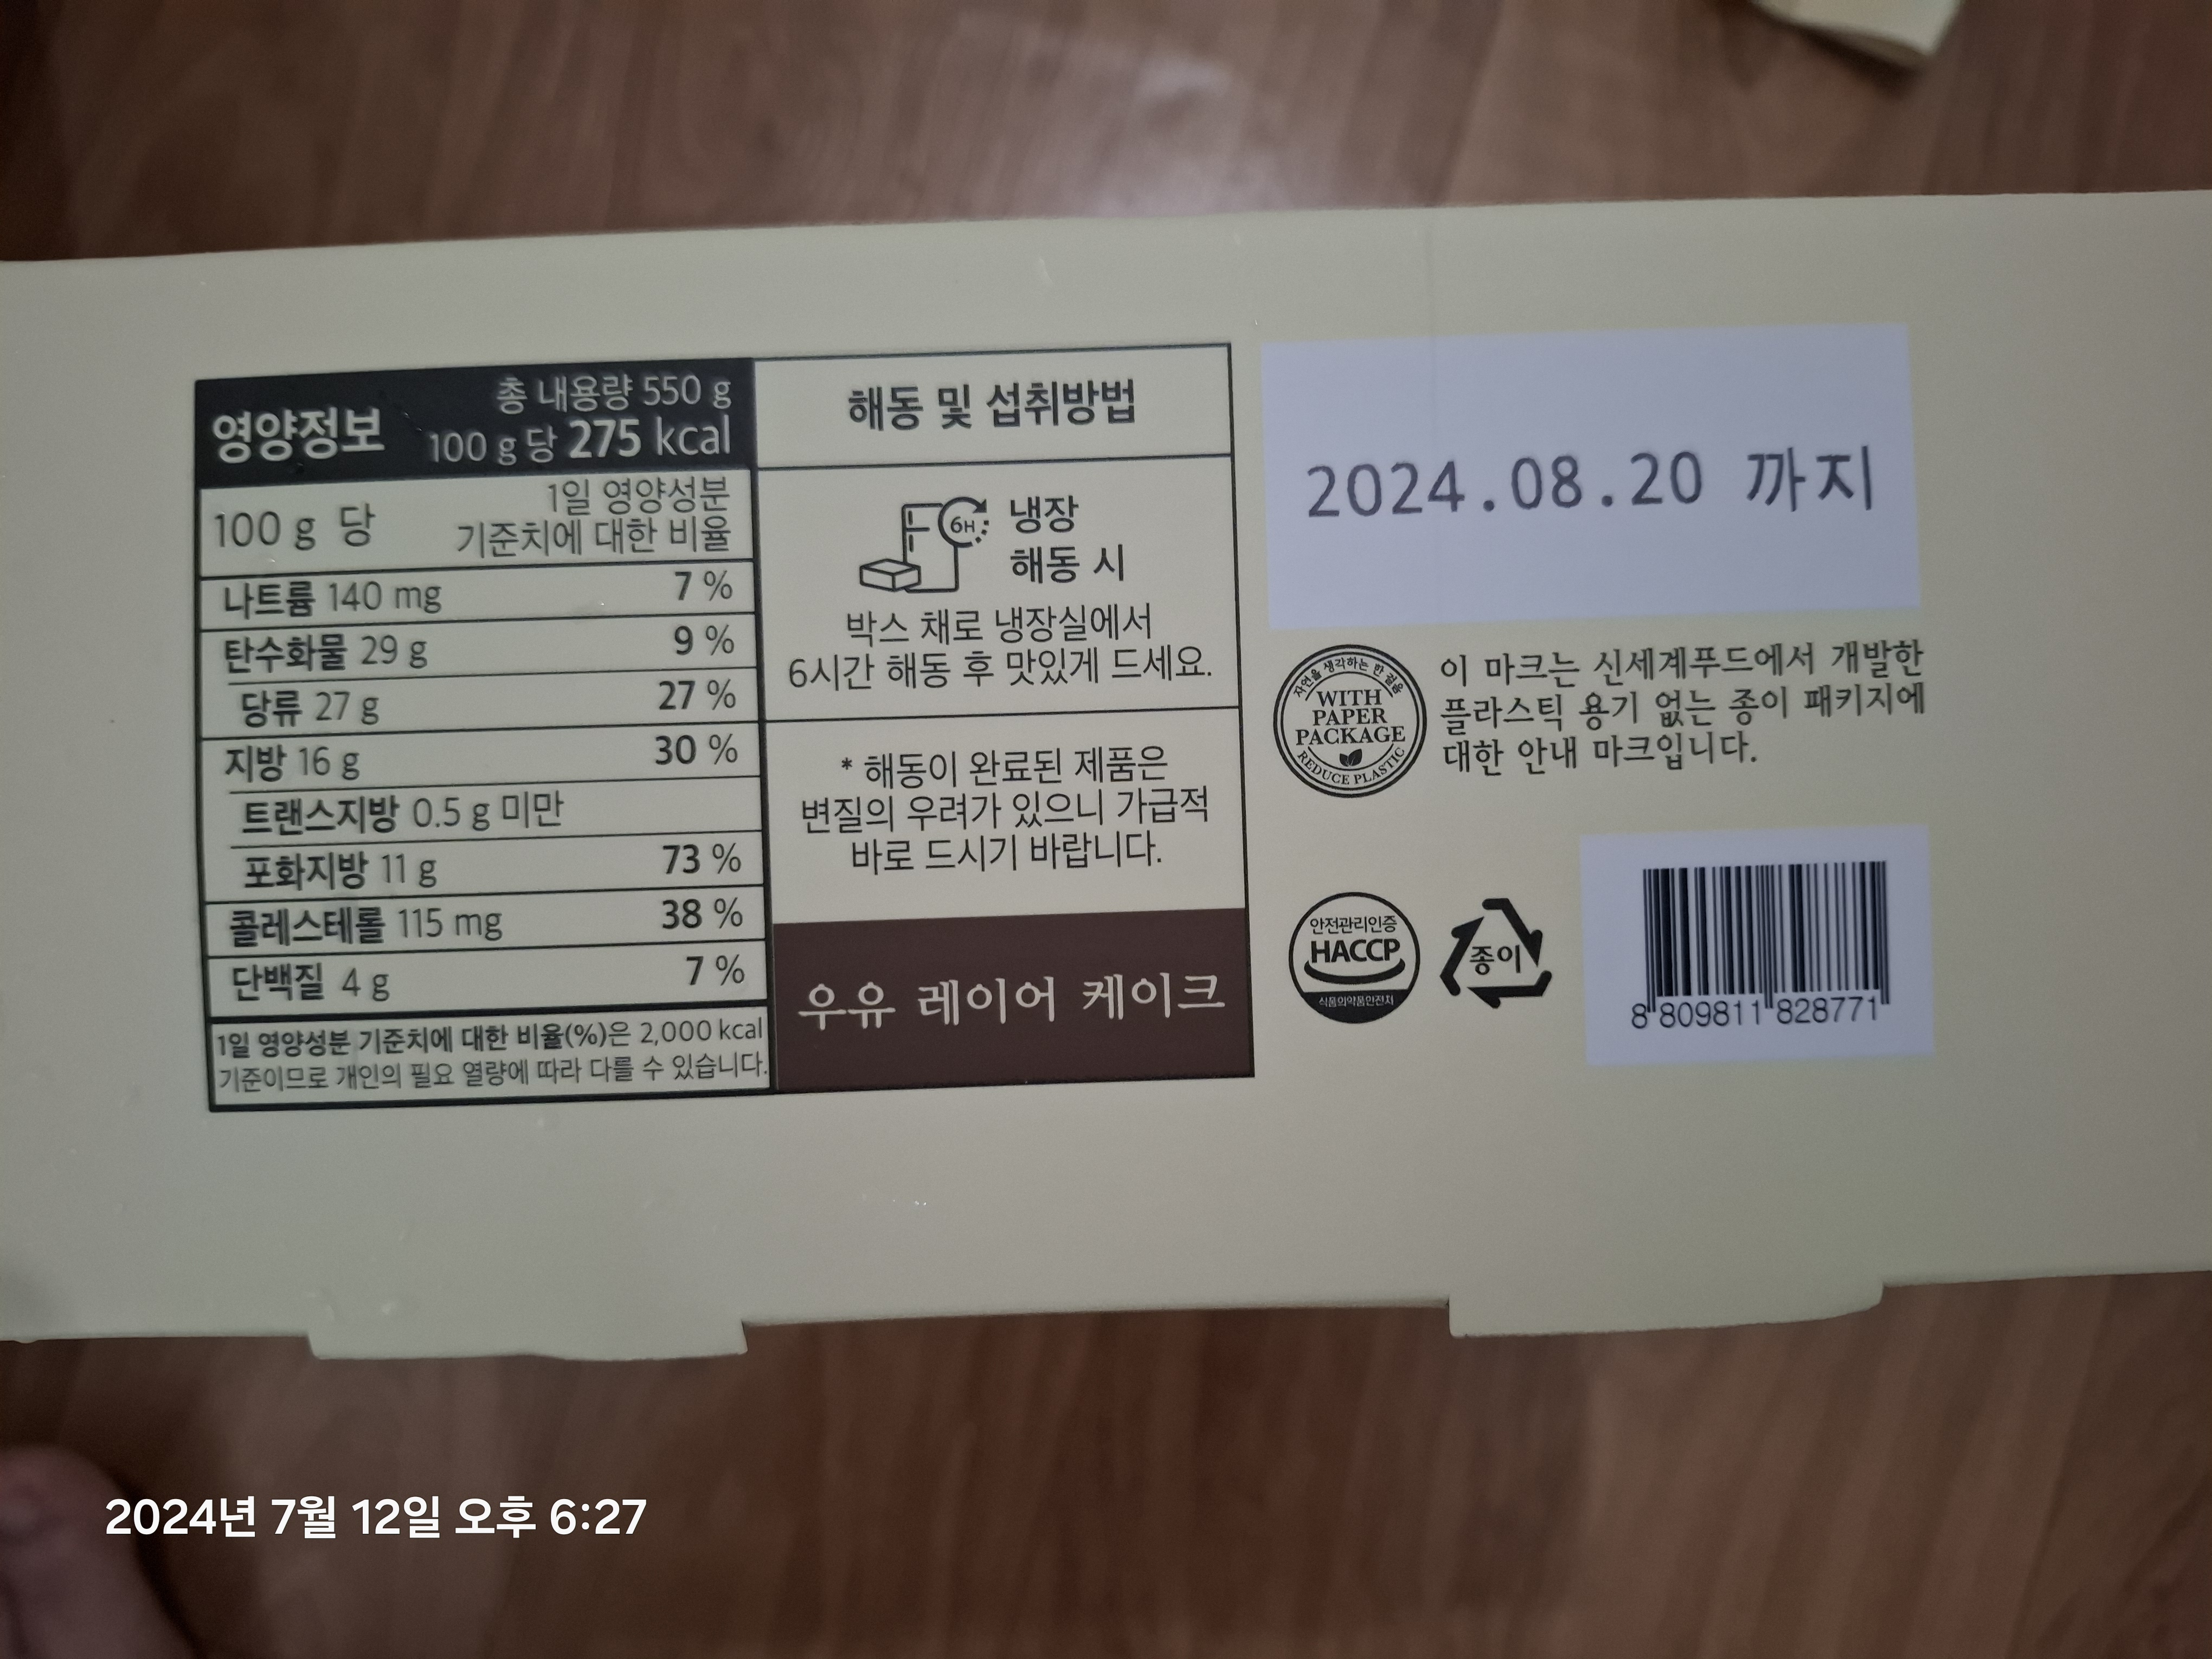 영양정보
총 내용량 550 g
100 g 당 275 kcal
100 g 당
1일 영양성분
기준치에 대한 비율
나트륨 140 mg 7 %
탄수화물 29 g 9 %
당류 27 g 27 %
지방 16 g 30 %
트랜스지방 0.5 g 미만
포화지방 11 g 73 %
콜레스테롤 115 mg 38 %
단백질 4 g 7 %
1일 영양성분 기준치에 대한 비율(%)은 2,000 kcal
기준이므로 개인의 필요 열량에 따라 다를 수 있습니다.
해동 및 섭취방법
6H
냉장
해동 시
박스 채로 냉장실에서
6시간 해동 후 맛있게 드세요.
* 해동이 완료된 제품은
변질의 우려가 있으니 가급적
바로 드시기 바랍니다.
우유 레이어 케이크
2024.08.20 까지
자연을 생각하는 한 걸음
WITH
PAPER
PACKAGE
REDUCE PLASTIC
이 마크는 신세계푸드에서 개발한
플라스틱 용기 없는 종이 패키지에
대한 안내 마크입니다.
안전관리인증
HACCP
식품의약품안전처
종이
8 809811 828771
2024년 7월 12일 오후 6:27